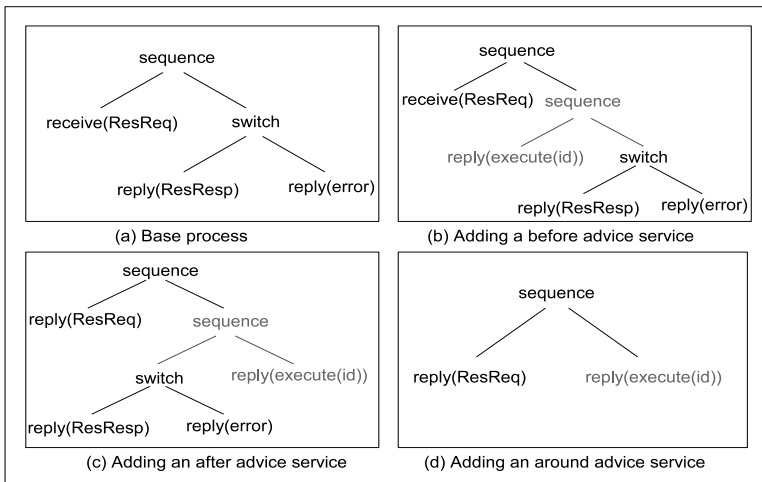 sequence
receive(ResReq)
switch
reply(ResResp)
reply(error)
(a) Base process
sequence
receive(ResReq)
sequence
reply(execute(id))
switch
reply(ResResp)
reply(error)
(b) Adding a before advice service
sequence
reply(ResReq)
sequence
switch
reply(execute(id))
reply(ResResp)
reply(error)
(c) Adding an after advice service
sequence
reply(ResReq)
reply(execute(id))
(d) Adding an around advice service